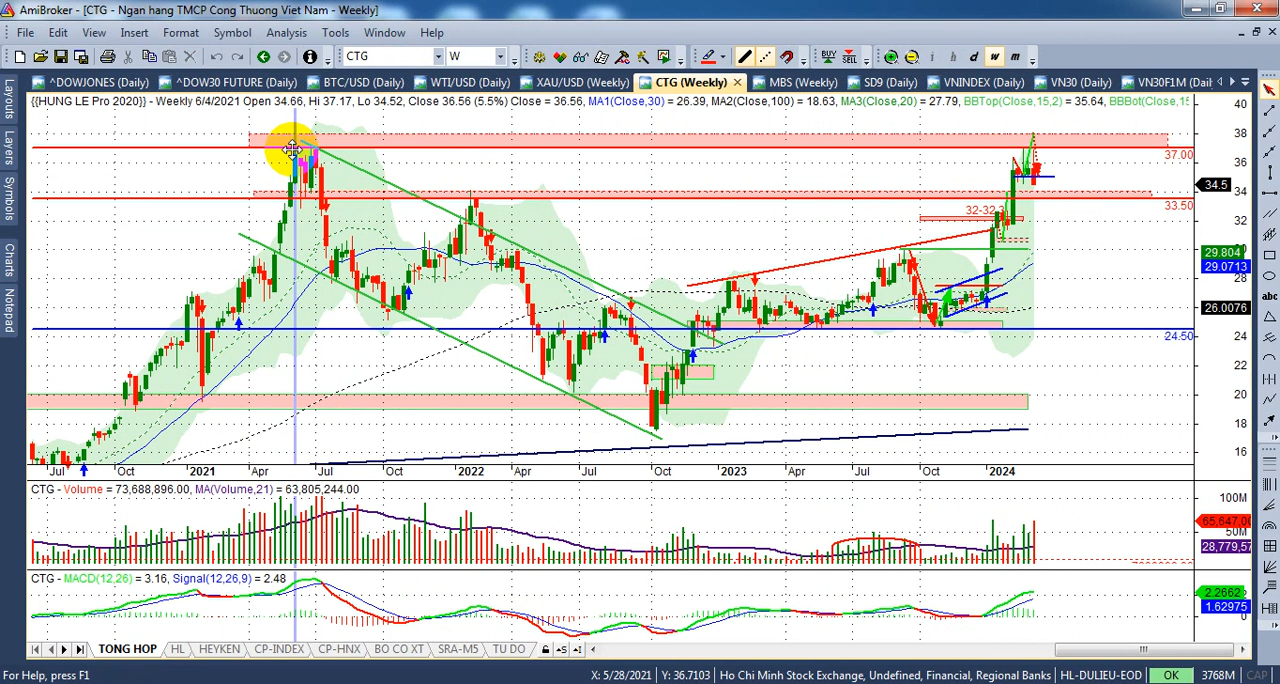 AmiBroker - [CTG - Ngan hang TMCP Cong Thuong Viet Nam - Weekly]
File Edit View Insert Format Symbol Analysis Tools Window Help
CTG W BUY SELL i h d w m
^DOWJONES (Daily) ^DOW30 FUTURE (Daily) BTC/USD (Daily) WTI/USD (Daily) XAU/USD (Weekly) CTG (Weekly) MBS (Weekly) SD9 (Daily) VNINDEX (Daily) VN30 (Daily) VN30F1M (Dail
Layouts
Layers
Symbols
Charts
Notepad
{{HUNG LE Pro 2020}} - Weekly 6/4/2021 Open 34.66, Hi 37.17, Lo 34.52, Close 36.56 (5.5%) Close = 36.56, MA1(Close,30) = 26.39, MA2(Close,100) = 18.63, MA3(Close,20) = 27.79, BBTop(Close,15,2) = 35.64, BBBot(Close,15
40
38
37.00
36
34.5
34
33.50
32-32.3
32
29.804
29.0713
28
26.0076
24.50
24
22
20
18
16
Jul Oct 2021 Apr Jul Oct 2022 Apr Jul Oct 2023 Apr Jul Oct 2024
CTG - Volume = 73,688,896.00, MA(Volume,21) = 63,805,244.00
100M
65,647,00
50M
28,779,57
CTG - MACD(12,26) = 3.16, Signal(12,26,9) = 2.48
2.2662
1.62975
TONG HOP HL HEYKEN CP-INDEX CP-HNX BO CO XT SRA-M5 TU DO
For Help, press F1 X: 5/28/2021 Y: 36.7103 Ho Chi Minh Stock Exchange, Undefined, Financial, Regional Banks HL-DULIEU-EOD OK 3768M CAP
abc